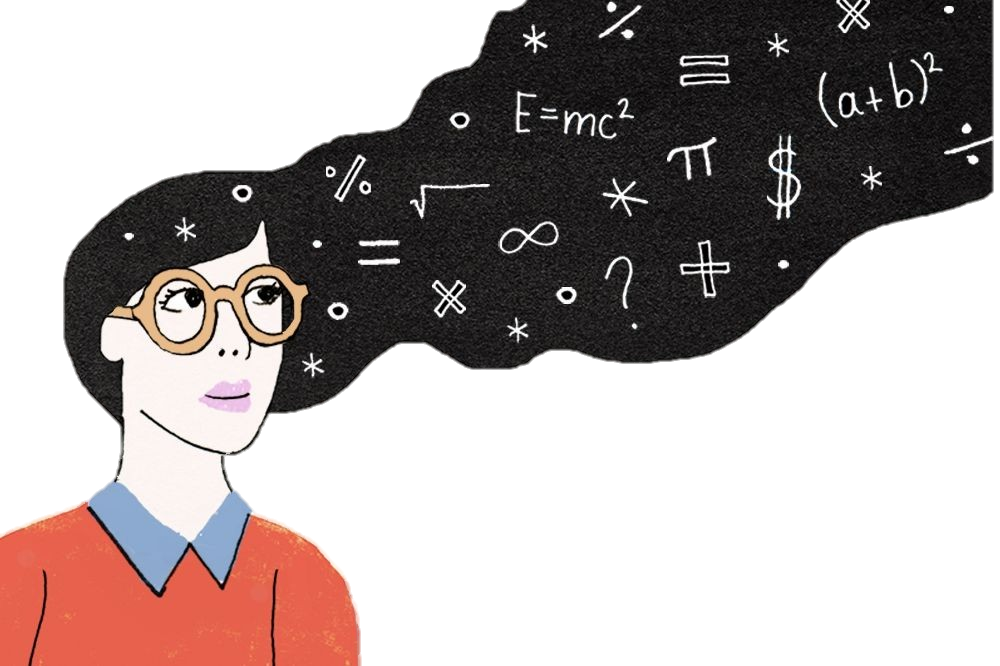 * ÷ ×
= * (a+b)²
E=mc²
% √ π $ ÷
* * *
= ∞
× ? +
* *